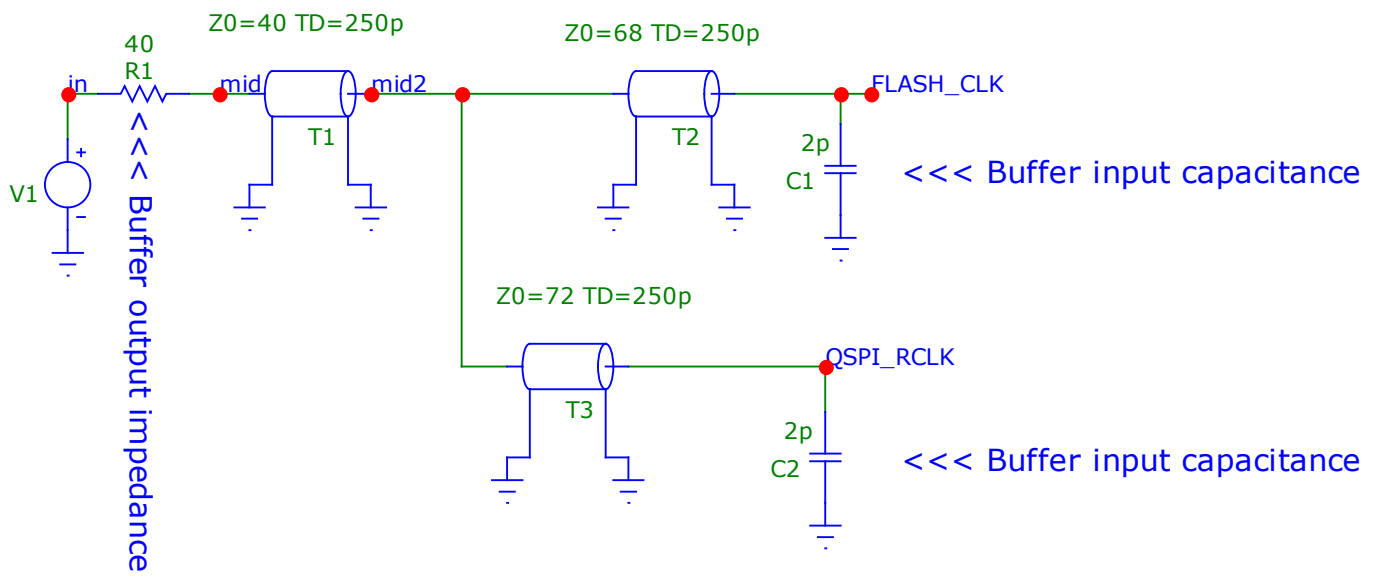 Z0=40 TD=250p
Z0=68 TD=250p
40
R1
in
mid
mid2
FLASH_CLK
T1
T2
+
V1
−
2p
C1
<<< Buffer input capacitance
<<< Buffer output impedance
Z0=72 TD=250p
QSPI_RCLK
T3
2p
C2
<<< Buffer input capacitance